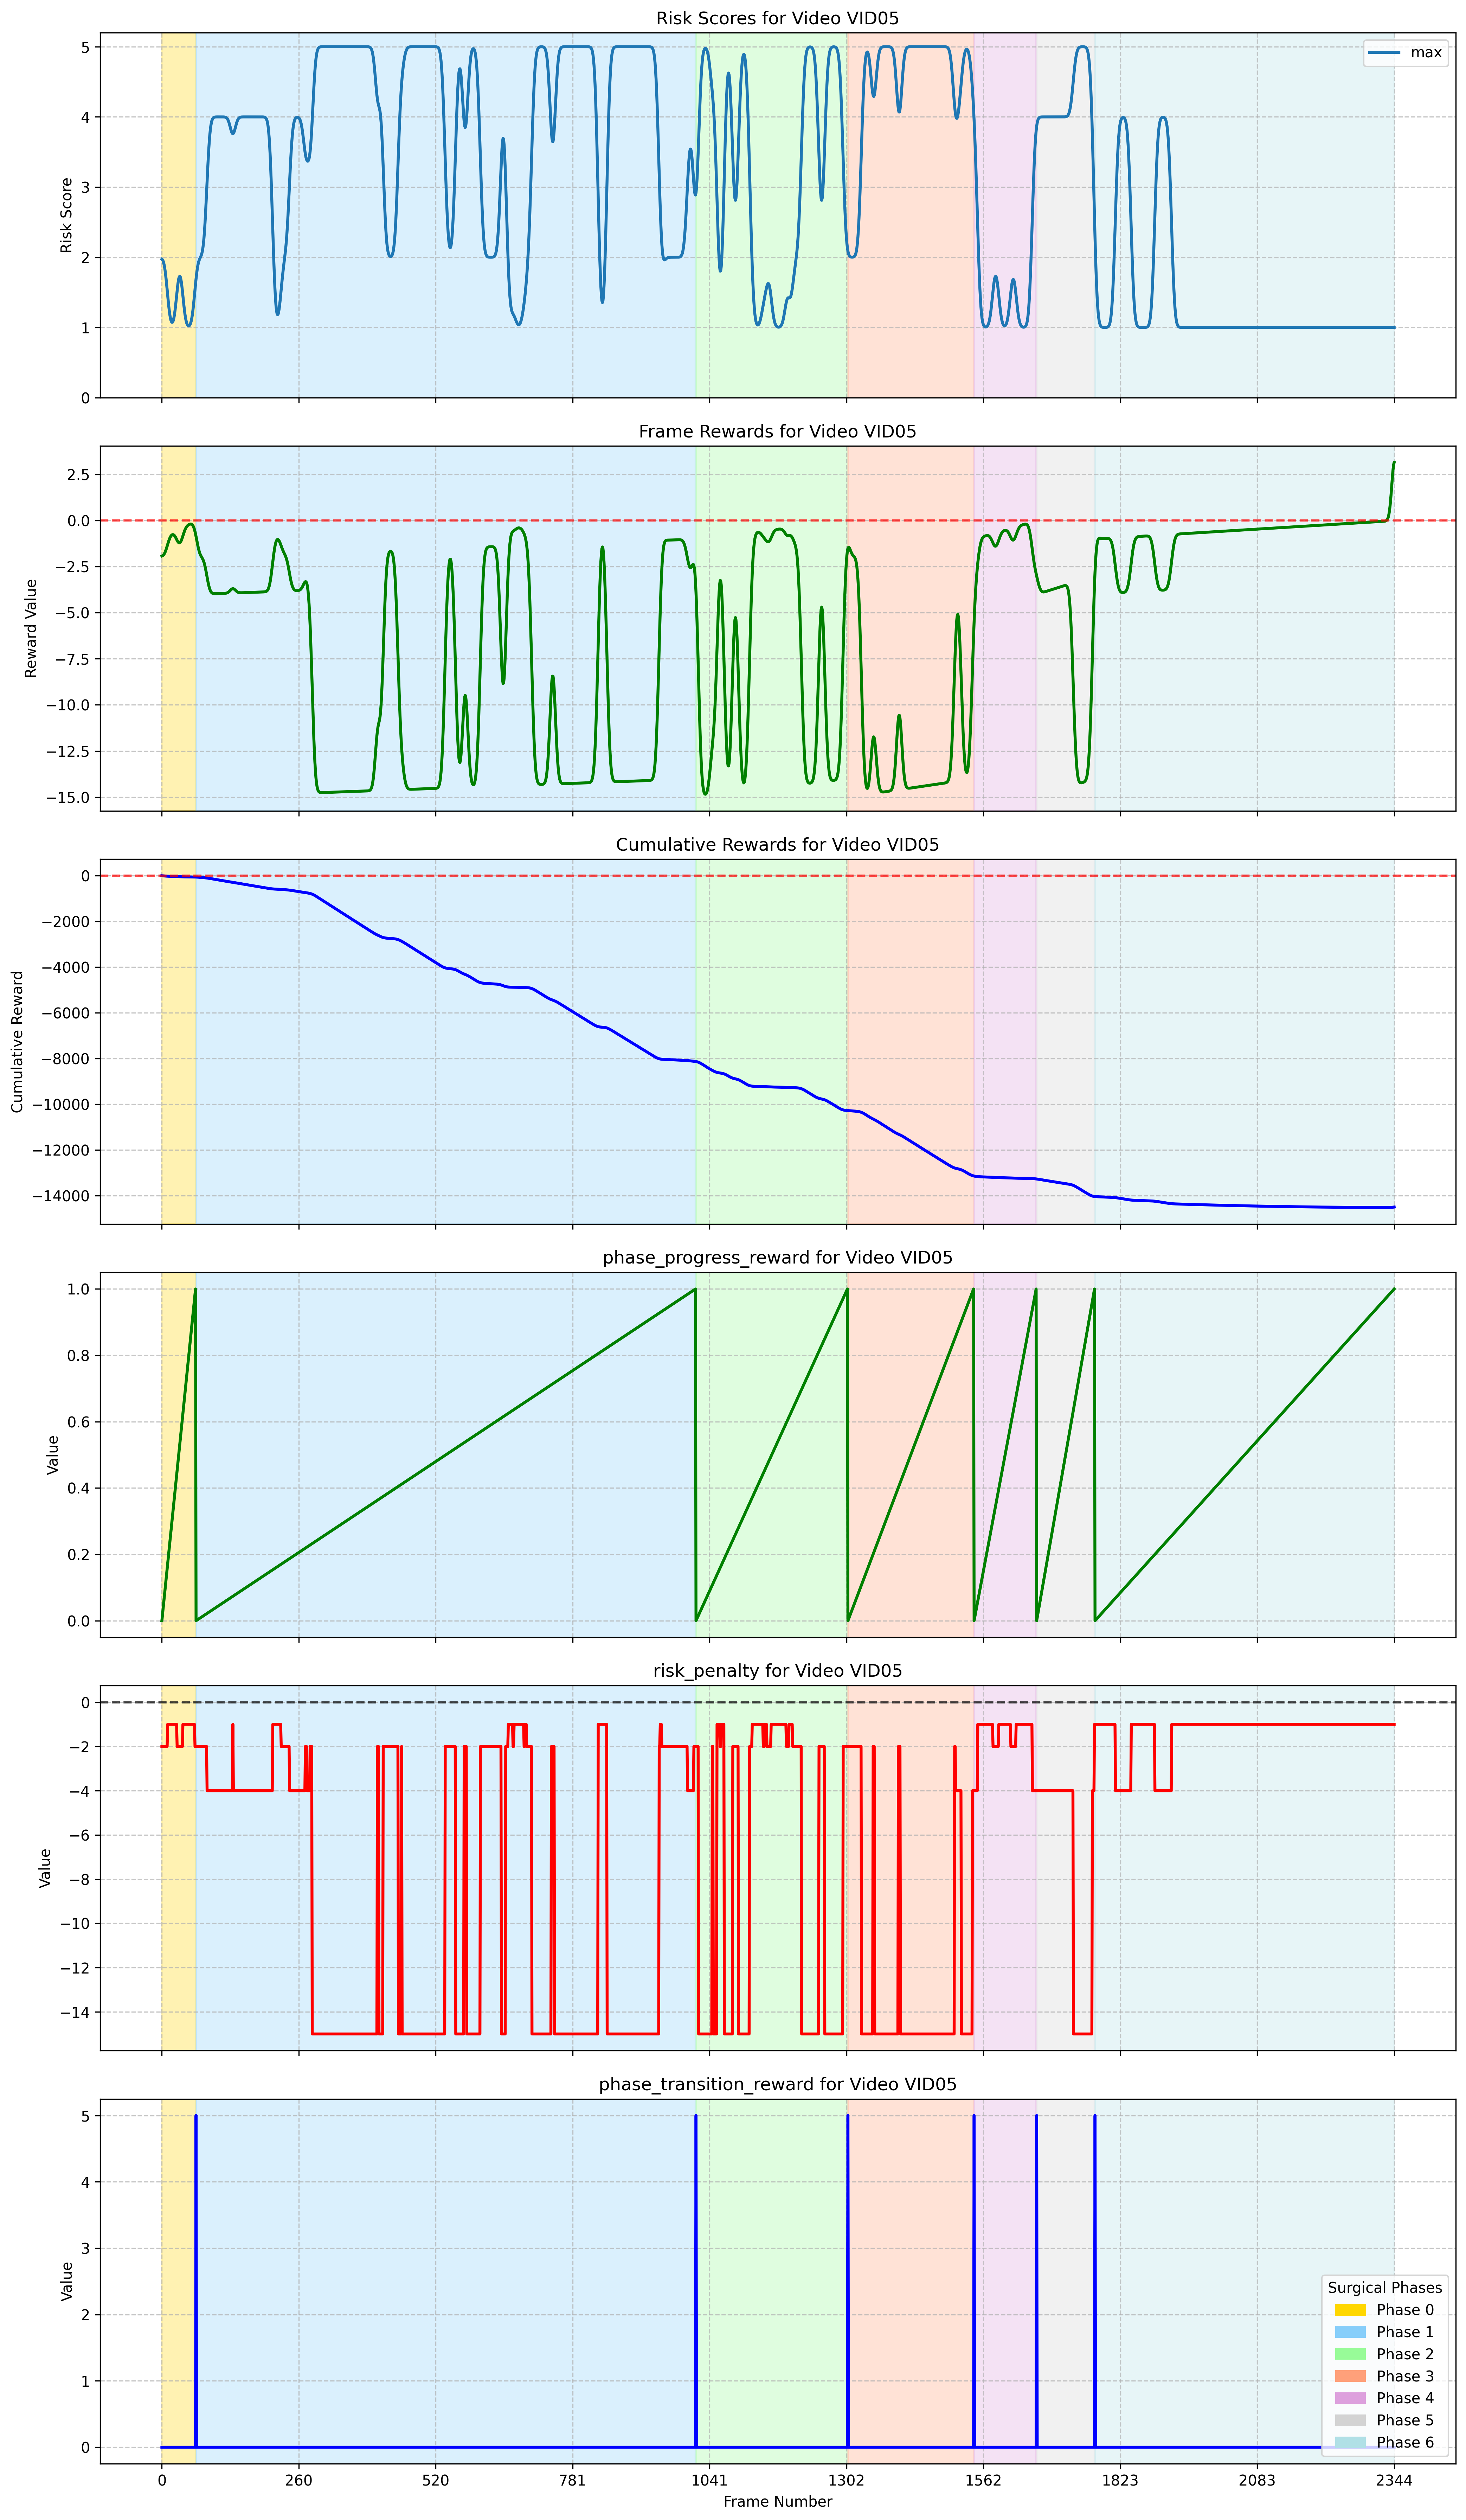 Risk Scores for Video VID05
max
5
4
3
2
1
0
Risk Score
Frame Rewards for Video VID05
2.5
0.0
−2.5
−5.0
−7.5
−10.0
−12.5
−15.0
Reward Value
Cumulative Rewards for Video VID05
0
−2000
−4000
−6000
−8000
−10000
−12000
−14000
Cumulative Reward
phase_progress_reward for Video VID05
1.0
0.8
0.6
0.4
0.2
0.0
Value
risk_penalty for Video VID05
0
−2
−4
−6
−8
−10
−12
−14
Value
phase_transition_reward for Video VID05
5
4
3
2
1
0
Value
Surgical Phases
Phase 0
Phase 1
Phase 2
Phase 3
Phase 4
Phase 5
Phase 6
0 260 520 781 1041 1302 1562 1823 2083 2344
Frame Number